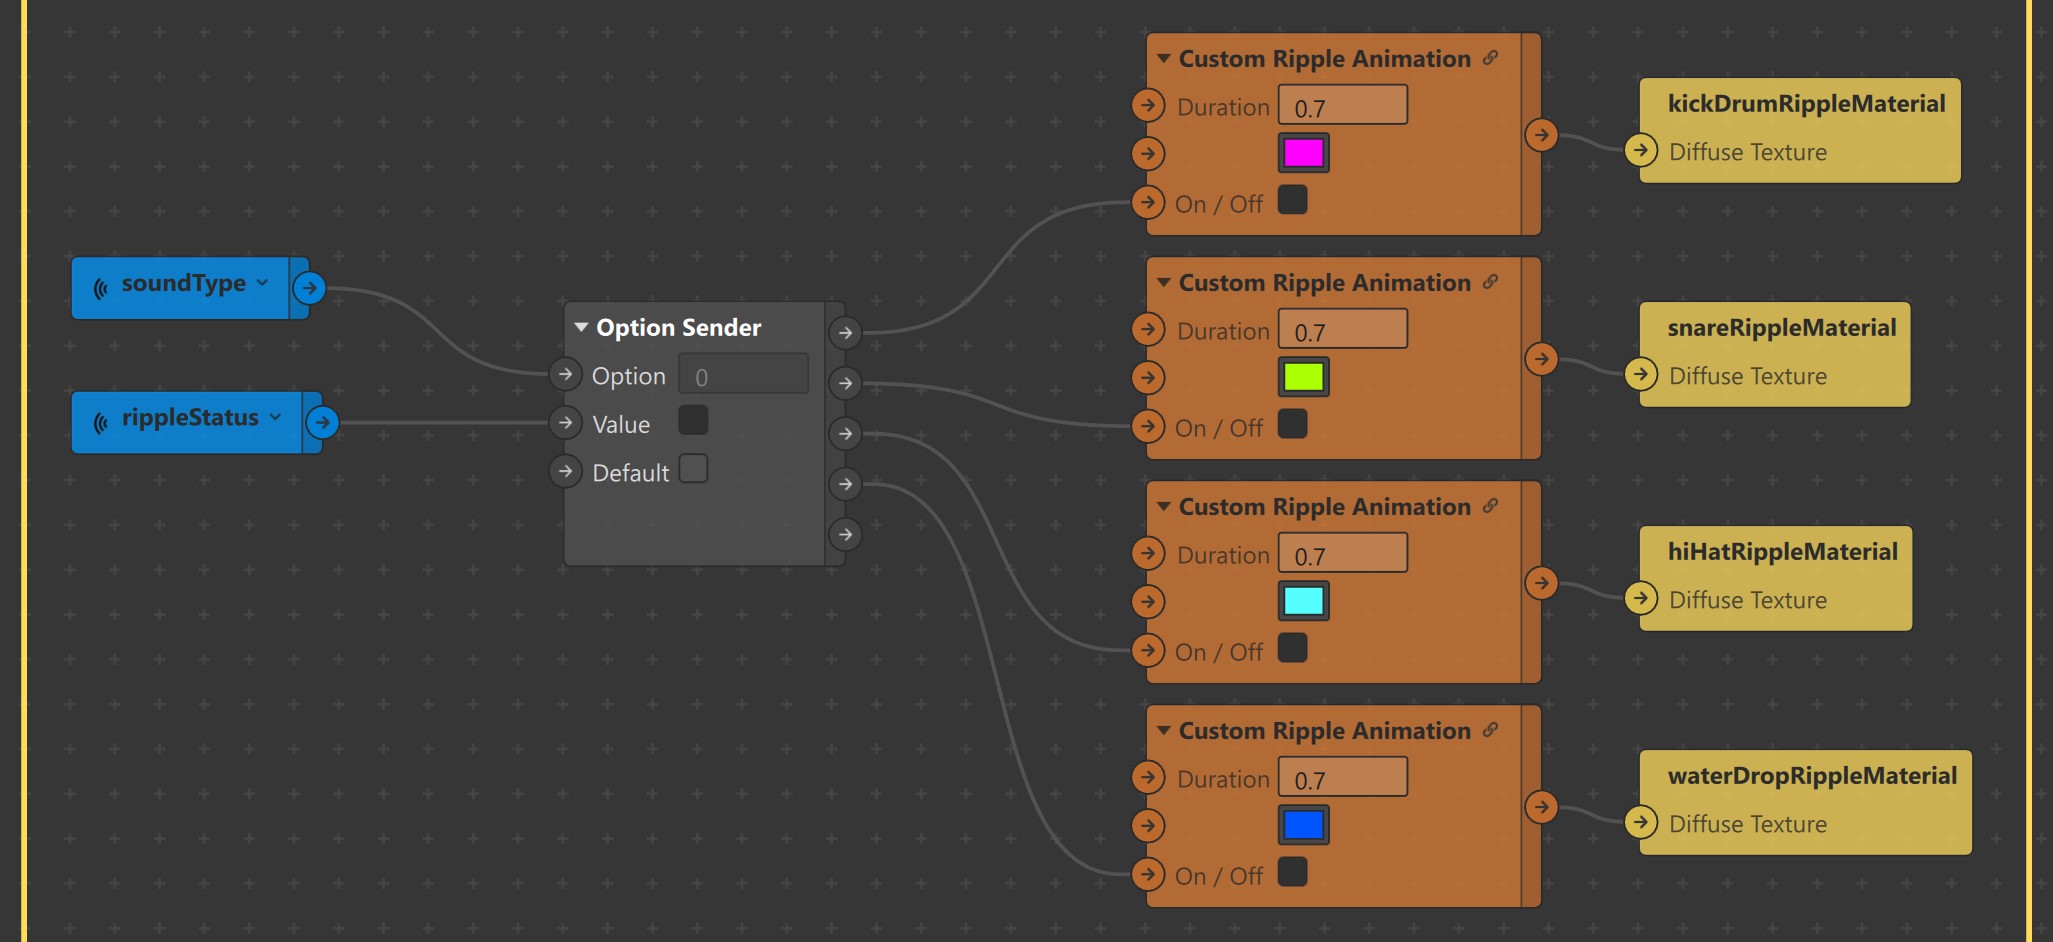 soundType
rippleStatus
Option Sender
Option 0
Value
Default
Custom Ripple Animation
Duration 0.7
On / Off
kickDrumRippleMaterial
Diffuse Texture
Custom Ripple Animation
Duration 0.7
On / Off
snareRippleMaterial
Diffuse Texture
Custom Ripple Animation
Duration 0.7
On / Off
hiHatRippleMaterial
Diffuse Texture
Custom Ripple Animation
Duration 0.7
On / Off
waterDropRippleMaterial
Diffuse Texture